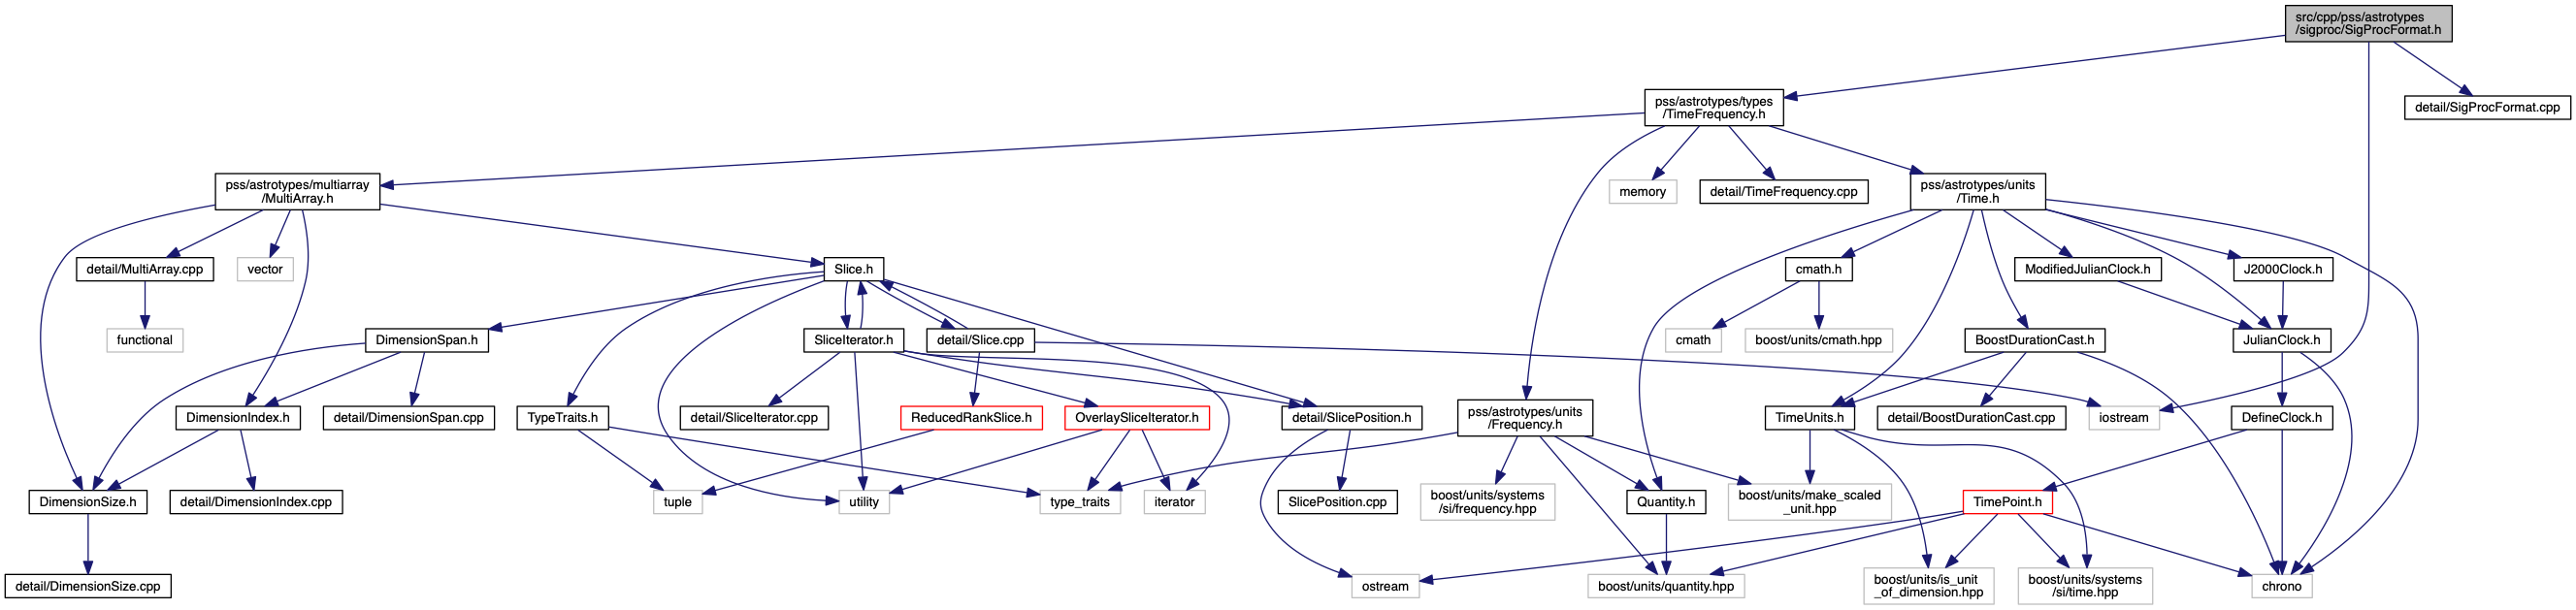 src/cpp/pss/astrotypes
/sigproc/SigProcFormat.h
pss/astrotypes/types
/TimeFrequency.h
detail/SigProcFormat.cpp
pss/astrotypes/multiarray
/MultiArray.h
memory
detail/TimeFrequency.cpp
pss/astrotypes/units
/Time.h
detail/MultiArray.cpp
vector
Slice.h
cmath.h
ModifiedJulianClock.h
J2000Clock.h
functional
DimensionSpan.h
SliceIterator.h
detail/Slice.cpp
cmath
boost/units/cmath.hpp
BoostDurationCast.h
JulianClock.h
DimensionIndex.h
detail/DimensionSpan.cpp
TypeTraits.h
detail/SliceIterator.cpp
ReducedRankSlice.h
OverlaySliceIterator.h
detail/SlicePosition.h
pss/astrotypes/units
/Frequency.h
TimeUnits.h
detail/BoostDurationCast.cpp
iostream
DefineClock.h
DimensionSize.h
detail/DimensionIndex.cpp
tuple
utility
type_traits
iterator
SlicePosition.cpp
boost/units/systems
/si/frequency.hpp
Quantity.h
boost/units/make_scaled
_unit.hpp
TimePoint.h
detail/DimensionSize.cpp
ostream
boost/units/quantity.hpp
boost/units/is_unit
_of_dimension.hpp
boost/units/systems
/si/time.hpp
chrono